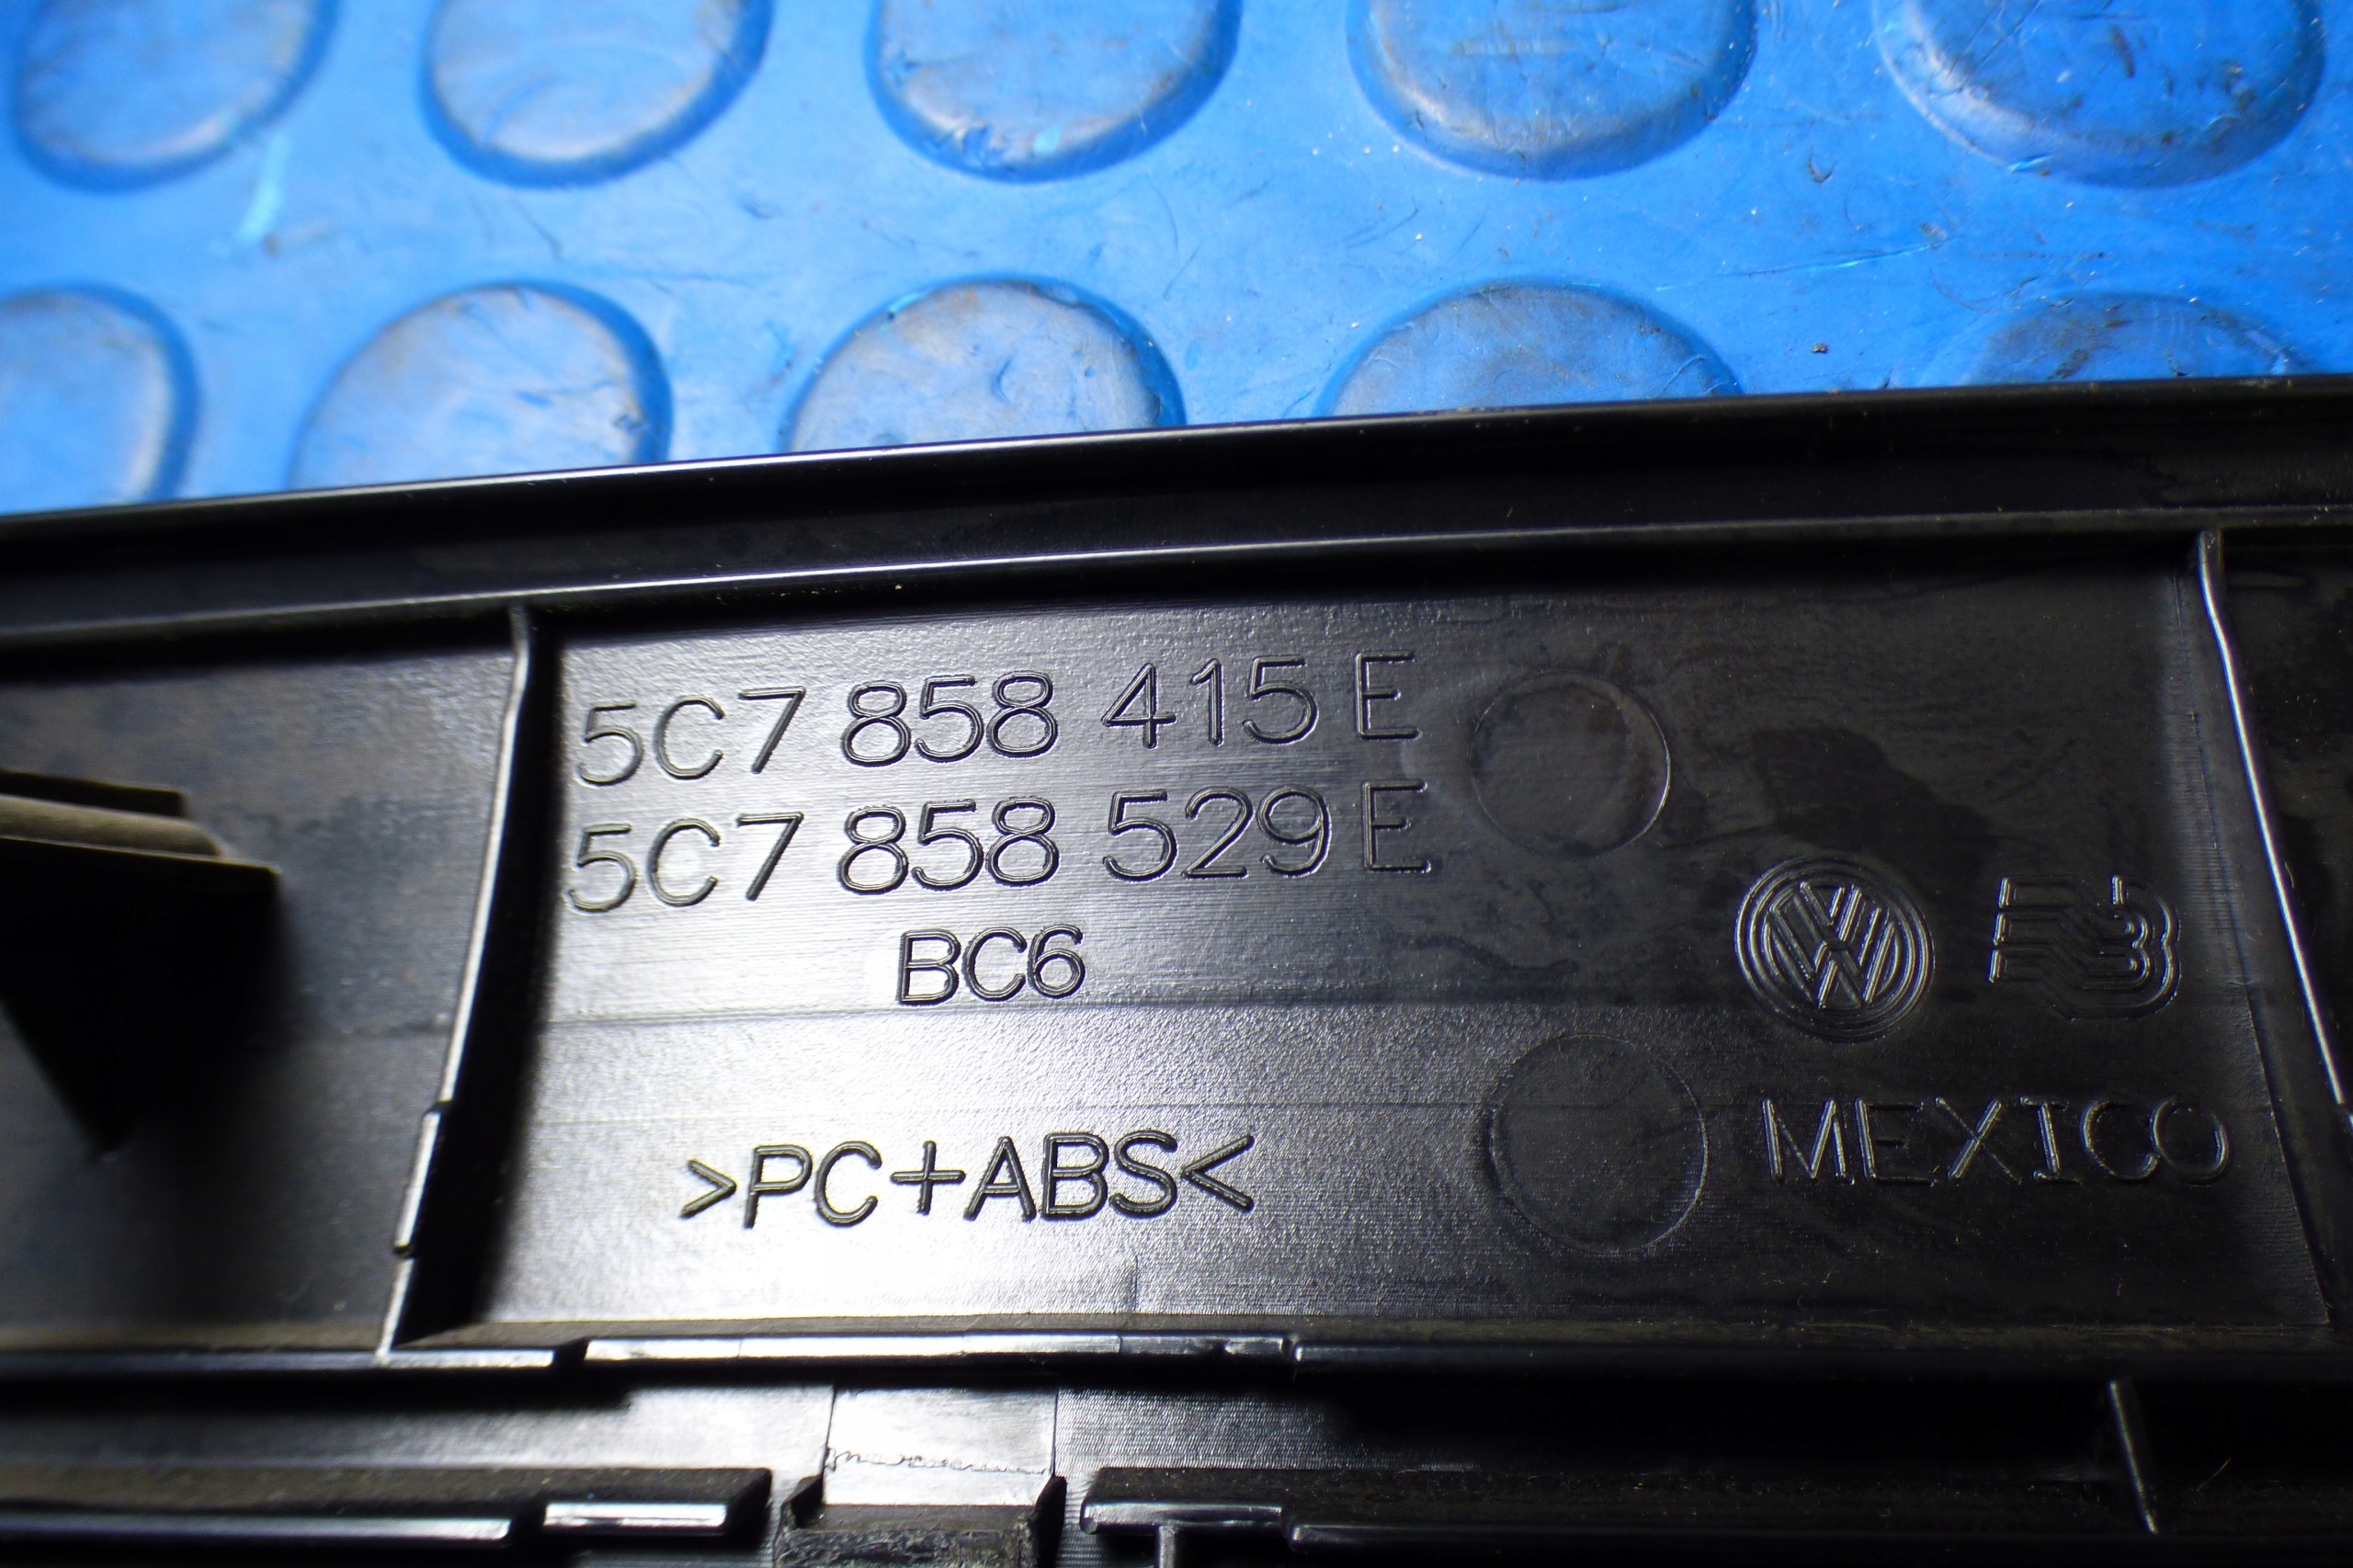 5C7 858 415 E
5C7 858 529 E
BC6
>PC+ABS<
MEXICO